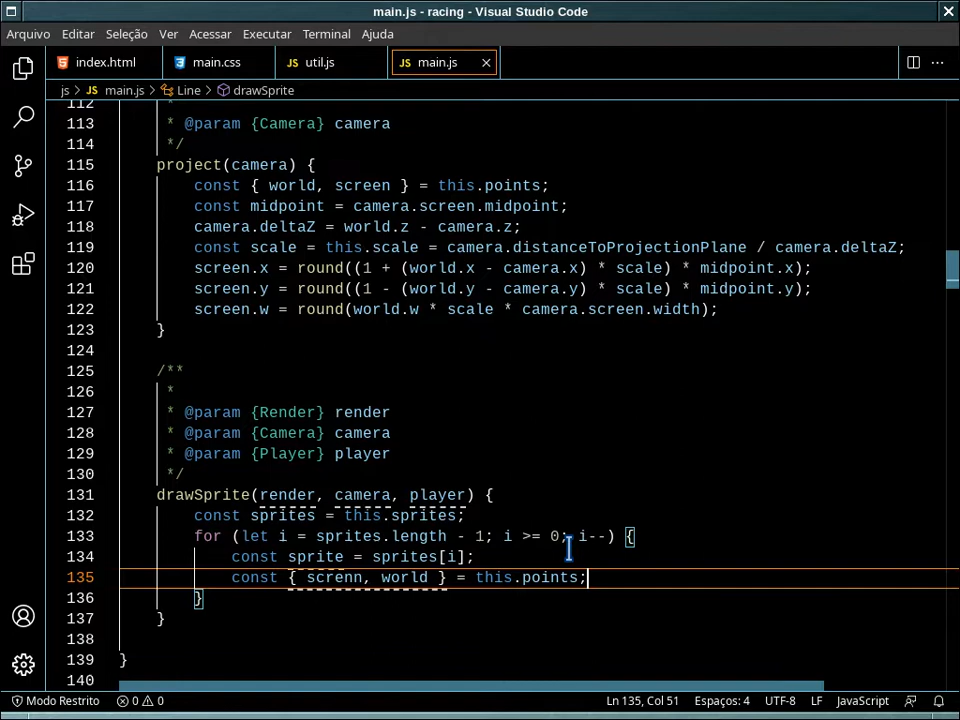 main.js - racing - Visual Studio Code
Arquivo Editar Seleção Ver Acessar Executar Terminal Ajuda
index.html main.css JS util.js JS main.js
js > JS main.js > Line > drawSprite
112 *
113 * @param {Camera} camera
114 */
115 project(camera) {
116 const { world, screen } = this.points;
117 const midpoint = camera.screen.midpoint;
118 camera.deltaZ = world.z - camera.z;
119 const scale = this.scale = camera.distanceToProjectionPlane / camera.deltaZ;
120 screen.x = round((1 + (world.x - camera.x) * scale) * midpoint.x);
121 screen.y = round((1 - (world.y - camera.y) * scale) * midpoint.y);
122 screen.w = round(world.w * scale * camera.screen.width);
123 }
124
125 /**
126 *
127 * @param {Render} render
128 * @param {Camera} camera
129 * @param {Player} player
130 */
131 drawSprite(render, camera, player) {
132 const sprites = this.sprites;
133 for (let i = sprites.length - 1; i >= 0; i--) {
134 const sprite = sprites[i];
135 const { screnn, world } = this.points;
136 }
137 }
138
139 }
140
Modo Restrito 0 0 Ln 135, Col 51 Espaços: 4 UTF-8 LF JavaScript